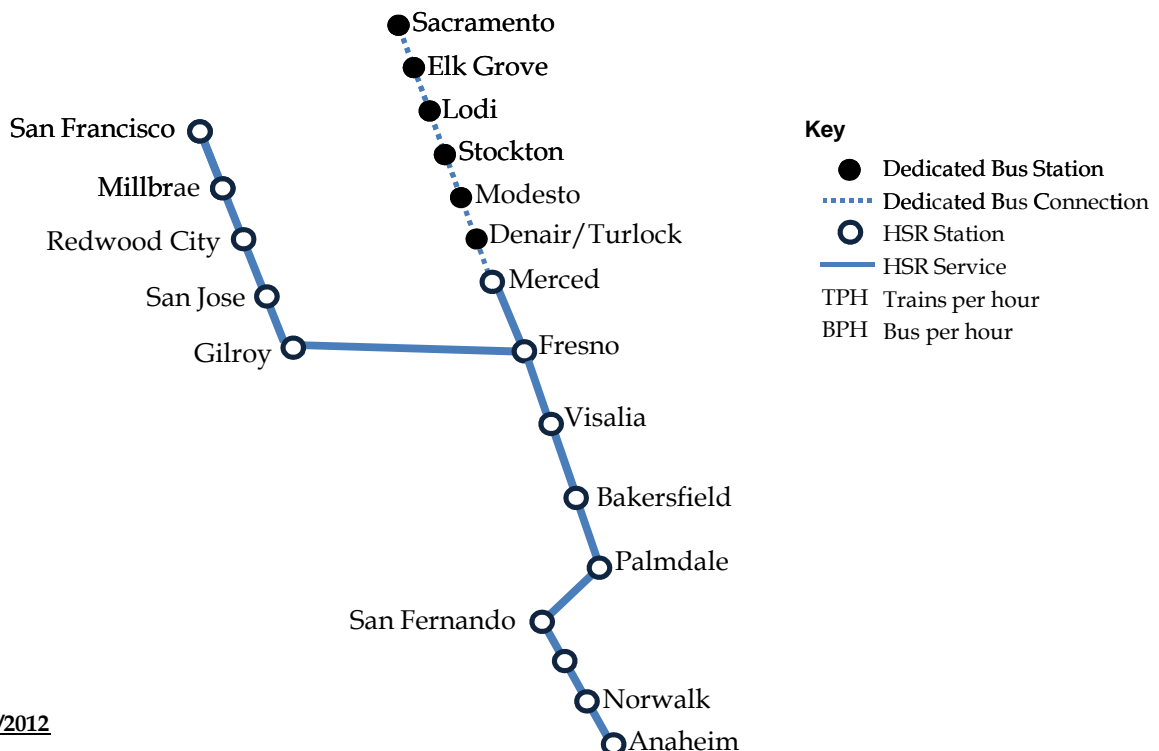 Sacramento
Elk Grove
Lodi
San Francisco
Stockton
Millbrae
Modesto
Redwood City
Denair/Turlock
San Jose
Merced
Gilroy
Fresno
Visalia
Bakersfield
Palmdale
San Fernando
Norwalk
Anaheim
Key
Dedicated Bus Station
Dedicated Bus Connection
HSR Station
HSR Service
TPH Trains per hour
BPH Bus per hour
/2012